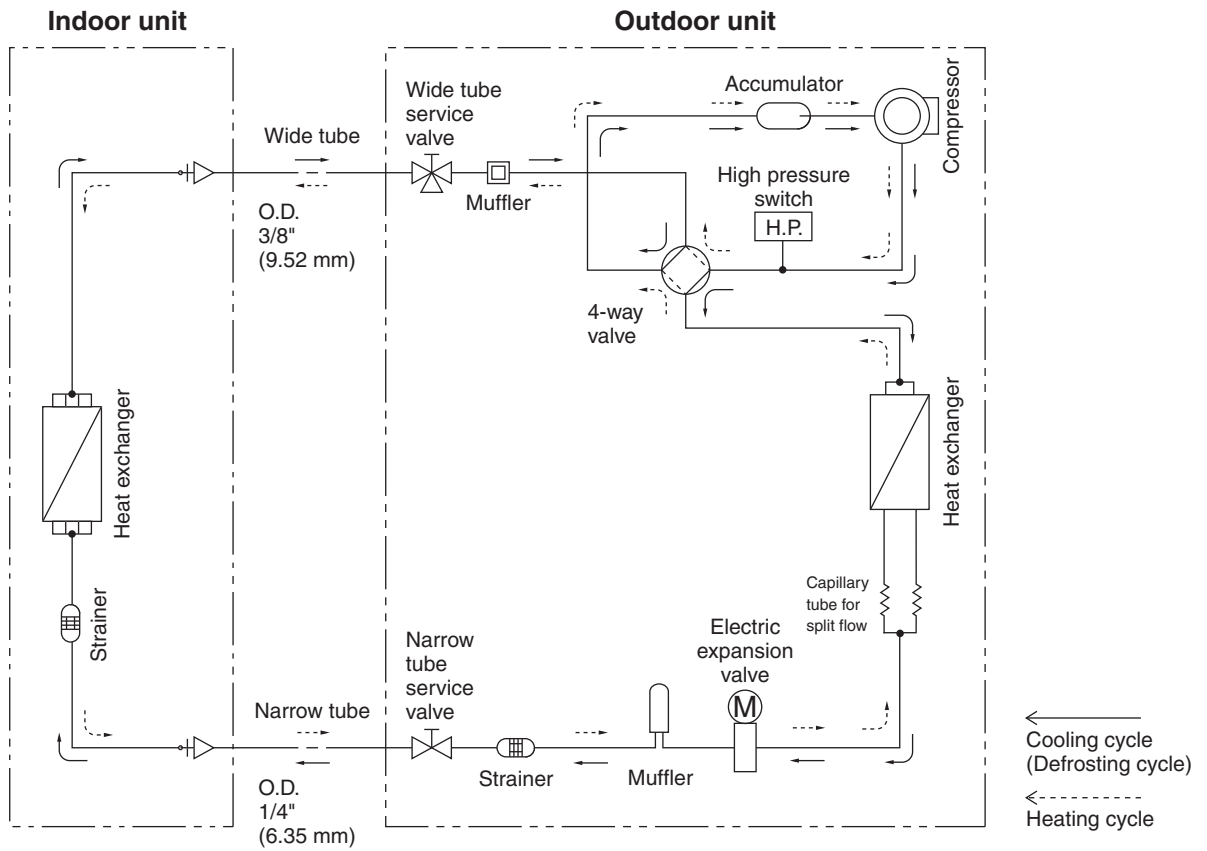 Indoor unit
Outdoor unit
Wide tube
service
valve
Accumulator
Compressor
Wide tube
Muffler
High pressure
switch
H.P.
O.D.
3/8"
(9.52 mm)
4-way
valve
Heat exchanger
Heat exchanger
Capillary
tube for
split flow
Strainer
Electric
expansion
valve
M
Narrow
tube
service
valve
Narrow tube
Strainer
Muffler
O.D.
1/4"
(6.35 mm)
Cooling cycle
(Defrosting cycle)
Heating cycle